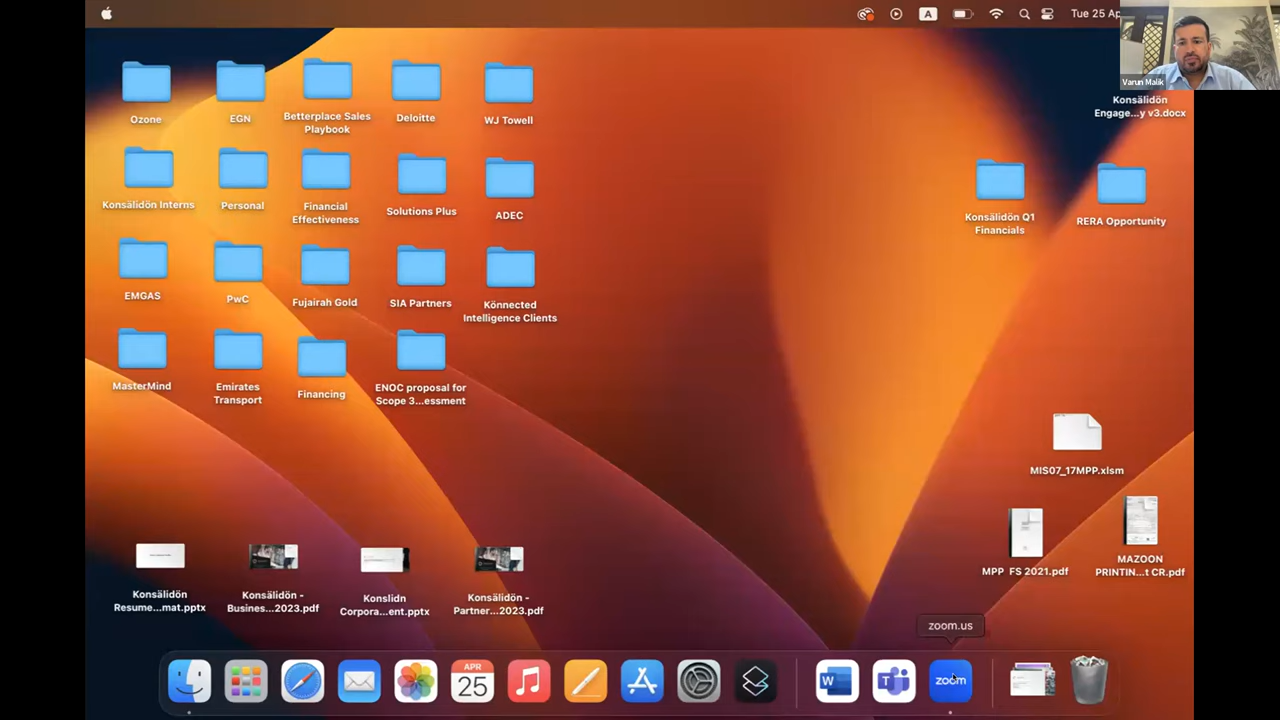 A
Tue 25 Ap
Varun Malik
Ozone
EGN
Betterplace Sales
Playbook
Deloitte
WJ Towell
Konsälidön
Engage...y v3.docx
Konsälidön Interns
Personal
Financial
Effectiveness
Solutions Plus
ADEC
Konsälidön Q1
Financials
RERA Opportunity
EMGAS
PwC
Fujairah Gold
SIA Partners
Könnected
Intelligence Clients
MasterMind
Emirates
Transport
Financing
ENOC proposal for
Scope 3...essment
MIS07_17MPP.xlsm
MPP FS 2021.pdf
MAZOON
PRINTIN...t CR.pdf
Konsälidön
Resume...mat.pptx
Konsälidön -
Busines...2023.pdf
Konslidn
Corpora...ent.pptx
Konsälidön -
Partner...2023.pdf
zoom.us
APR
25
W
T
zoom